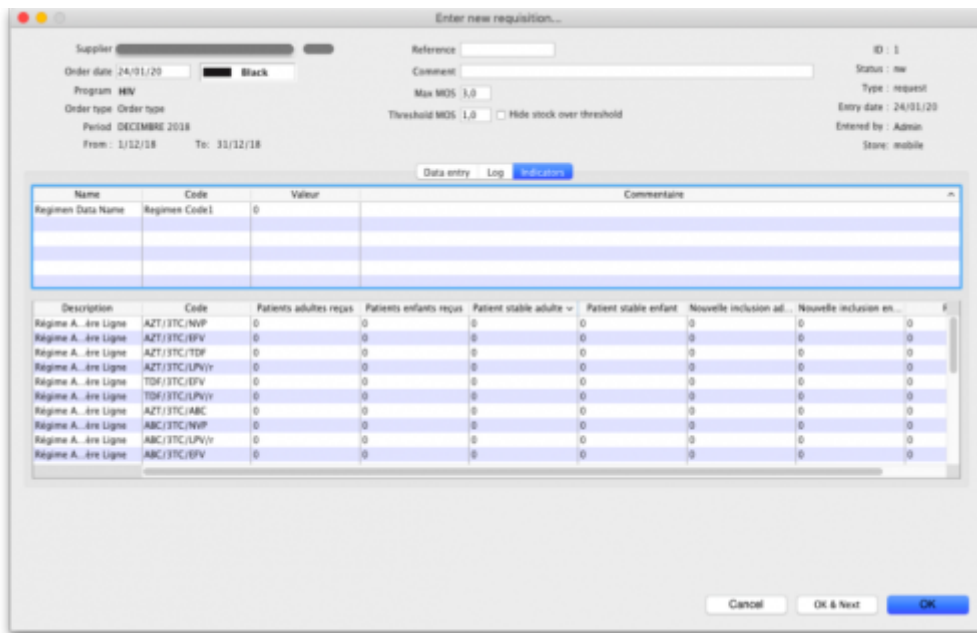 Enter new requisition...
Supplier
Reference
ID : 1
Order date 24/01/20 Black
Comment
Status : nw
Program HIV
Max MOS 3,0
Type : request
Order type Order type
Threshold MOS 1,0 Hide stock over threshold
Entry date : 24/01/20
Period DECEMBRE 2018
Entered by : Admin
From : 1/12/18 To: 31/12/18
Store: mobile
Data entry Log Indicators
Name Code Valeur Commentaire
Regimen Data Name Regimen Code1 0
Description Code Patients adultes reçus Patients enfants reçus Patient stable adulte Patient stable enfant Nouvelle inclusion ad... Nouvelle inclusion en...
Régime A...ère Ligne AZT/3TC/NVP 0 0 0 0 0 0 0
Régime A...ère Ligne AZT/3TC/EFV 0 0 0 0 0 0 0
Régime A...ère Ligne AZT/3TC/TDF 0 0 0 0 0 0 0
Régime A...ère Ligne AZT/3TC/LPV/r 0 0 0 0 0 0 0
Régime A...ère Ligne TDF/3TC/EFV 0 0 0 0 0 0 0
Régime A...ère Ligne TDF/3TC/LPV/r 0 0 0 0 0 0 0
Régime A...ère Ligne AZT/3TC/ABC 0 0 0 0 0 0 0
Régime A...ère Ligne ABC/3TC/NVP 0 0 0 0 0 0 0
Régime A...ère Ligne ABC/3TC/LPV/r 0 0 0 0 0 0 0
Régime A...ère Ligne ABC/3TC/EFV 0 0 0 0 0 0 0
Cancel OK & Next OK